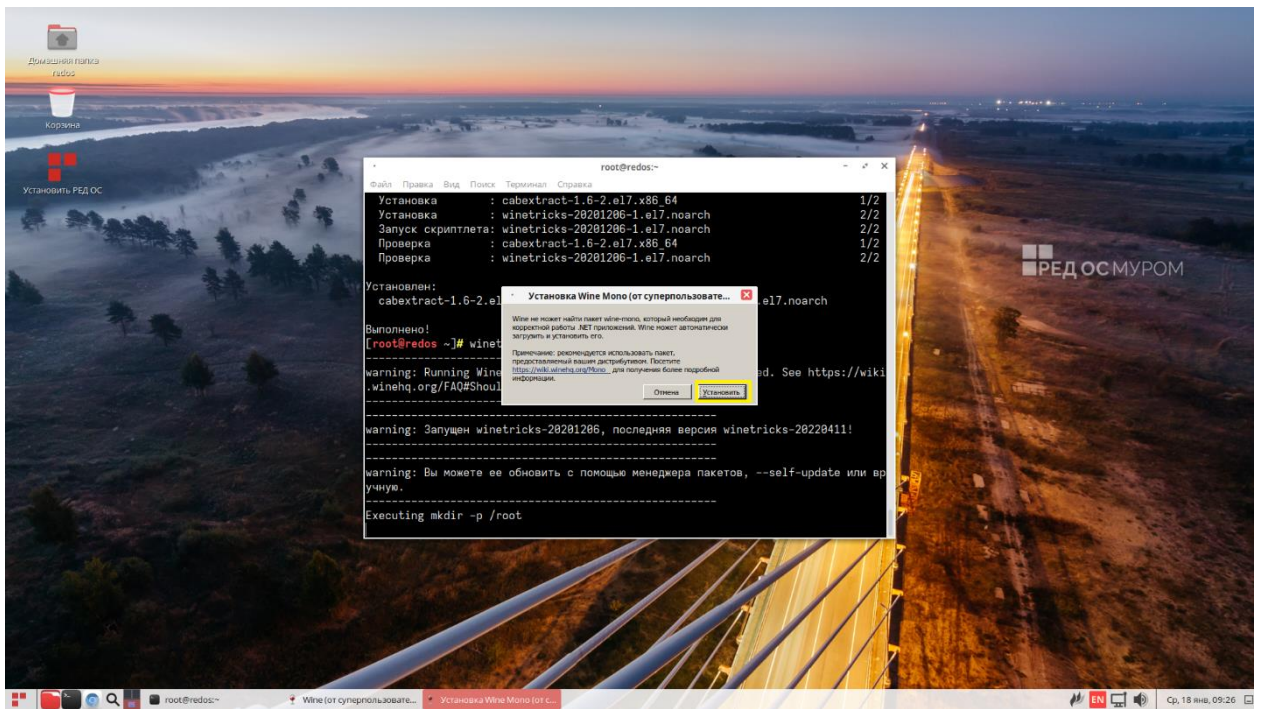 Домашняя папка
redos
Корзина
Установить РЕД ОС
root@redos:~
Файл Правка Вид Поиск Терминал Справка
Установка : cabextract-1.6-2.el7.x86_64 1/2
Установка : winetricks-20201206-1.el7.noarch 2/2
Запуск скриптлета: winetricks-20201206-1.el7.noarch 2/2
Проверка : cabextract-1.6-2.el7.x86_64 1/2
Проверка : winetricks-20201206-1.el7.noarch 2/2
Установлен:
cabextract-1.6-2.el .el7.noarch
Выполнено!
[root@redos ~]# winet
warning: Running Wine ed. See https://wiki
.winehq.org/FAQ#Shoul
warning: Запущен winetricks-20201206, последняя версия winetricks-20220411!
warning: Вы можете ее обновить с помощью менеджера пакетов, --self-update или вр
учную.
Executing mkdir -p /root
Установка Wine Mono (от суперпользовате...
Wine не может найти пакет wine-mono, который необходим для
корректной работы .NET приложений. Wine может автоматически
загрузить и установить его.
Примечание: рекомендуется использовать пакет,
предоставляемый вашим дистрибутивом. Посетите
https://wiki.winehq.org/Mono для получения более подробной
информации.
Отмена Установить
РЕД ОС МУРОМ
root@redos:~ Wine (от суперпользовате... Установка Wine Mono (от с... EN Ср, 18 янв, 09:26